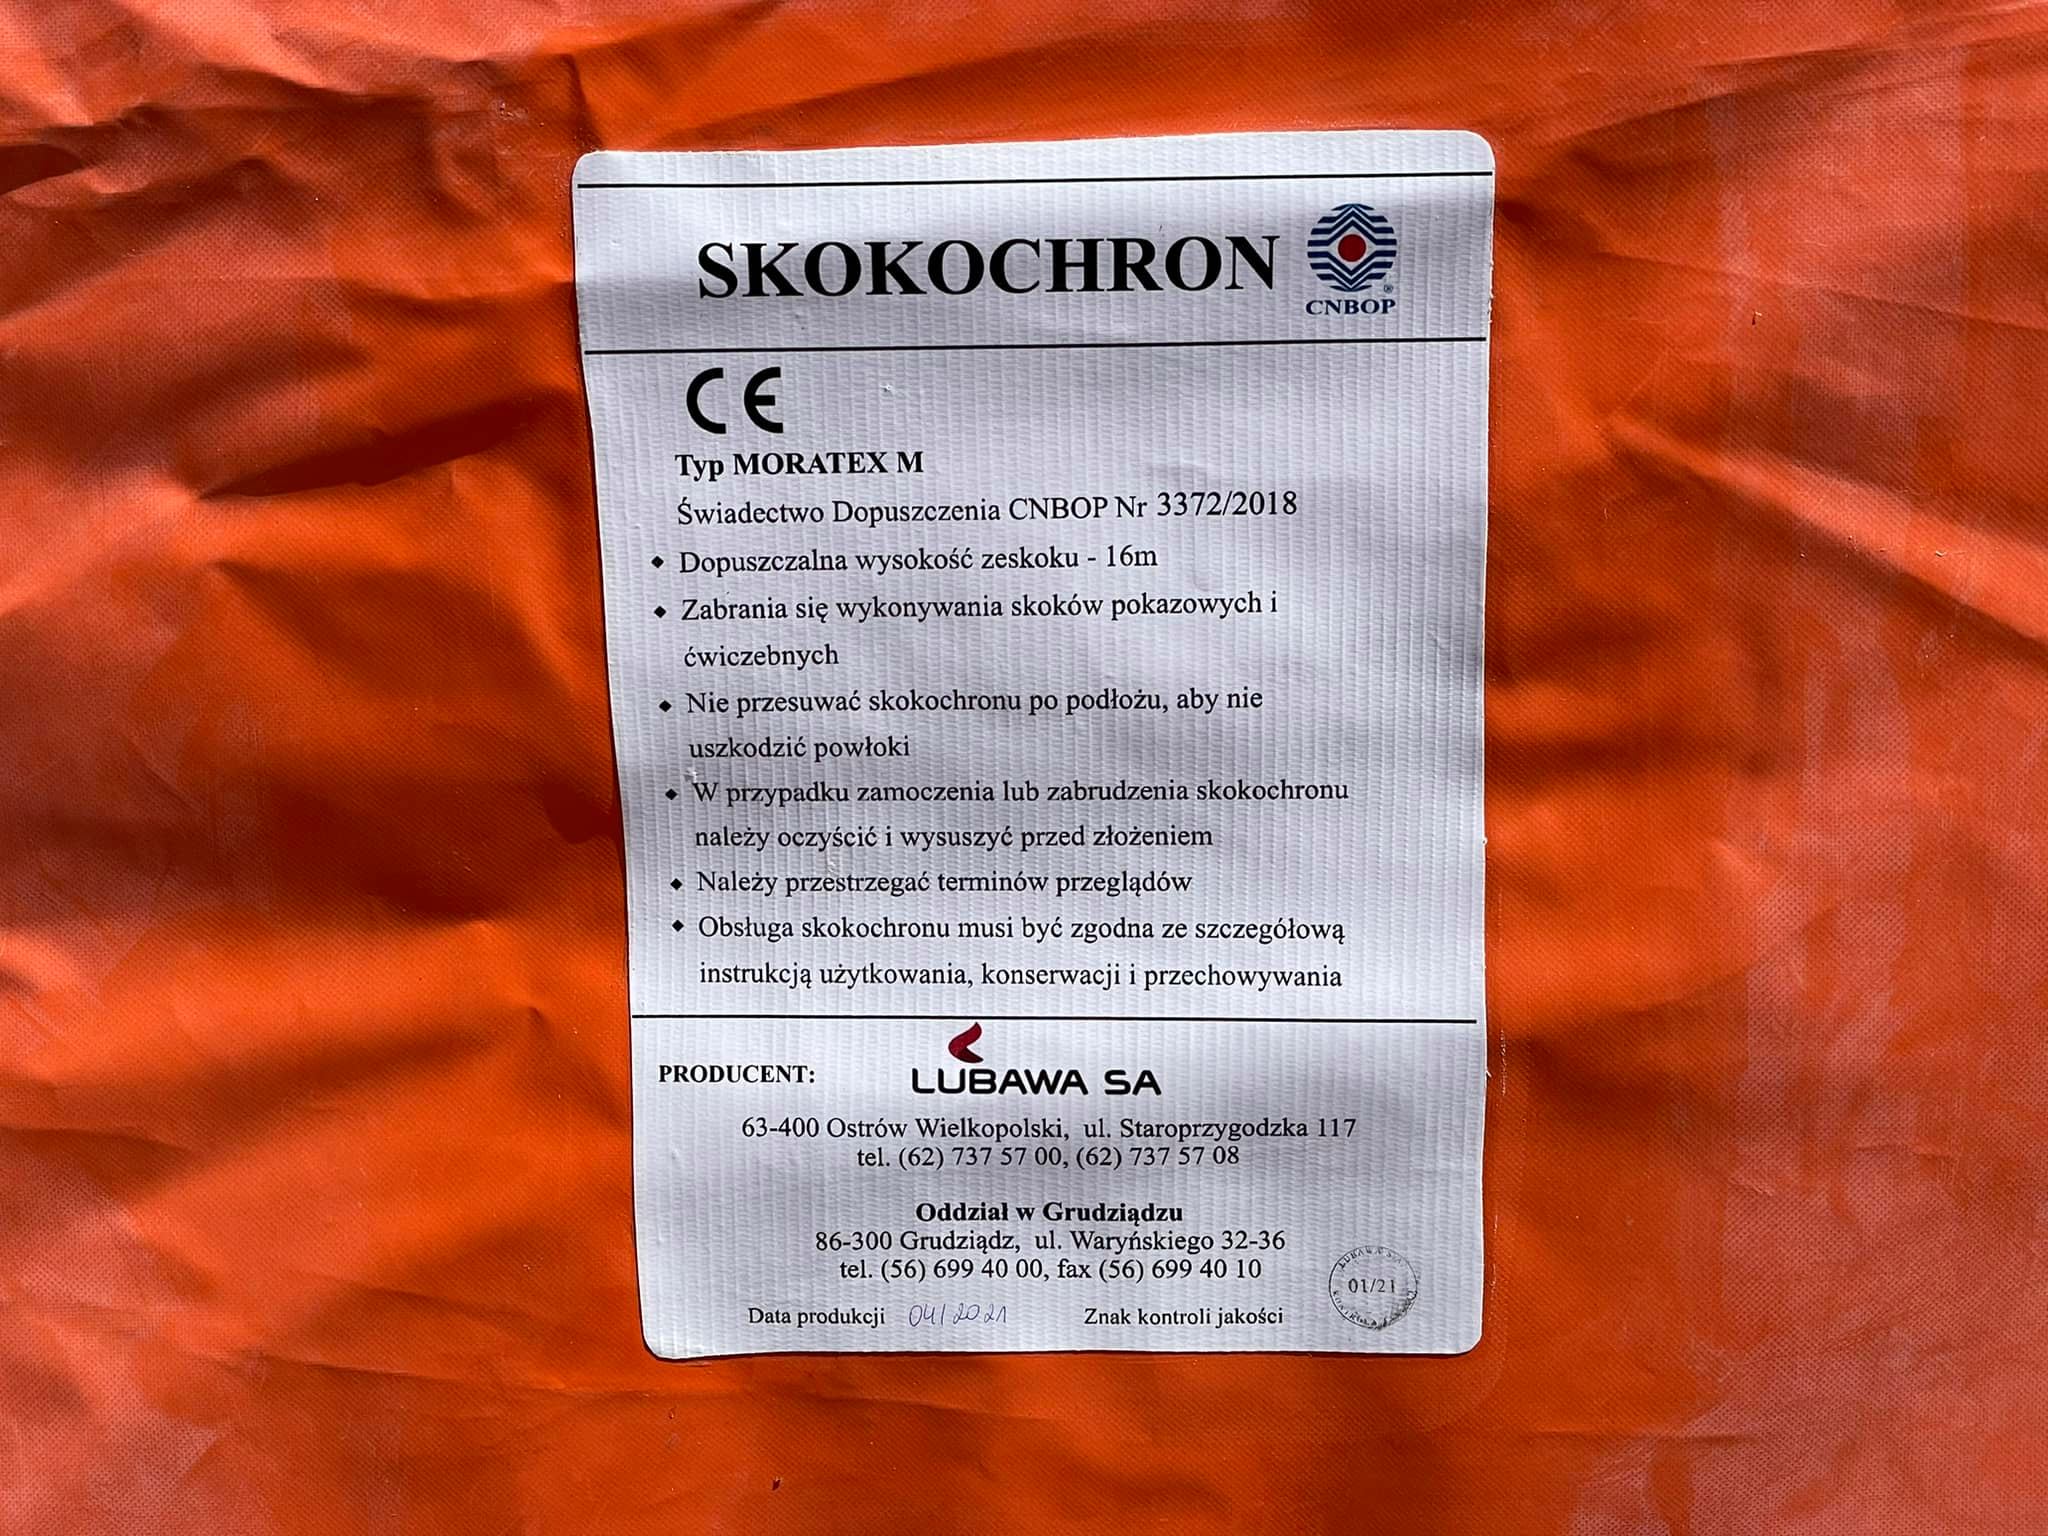 SKOKOCHRON
®
CNBOP
CE
Typ MORATEX M
Świadectwo Dopuszczenia CNBOP Nr 3372/2018
◆ Dopuszczalna wysokość zeskoku - 16m
◆ Zabrania się wykonywania skoków pokazowych i
ćwiczebnych
◆ Nie przesuwać skokochronu po podłożu, aby nie
uszkodzić powłoki
◆ W przypadku zamoczenia lub zabrudzenia skokochronu
należy oczyścić i wysuszyć przed złożeniem
◆ Należy przestrzegać terminów przeglądów
◆ Obsługa skokochronu musi być zgodna ze szczegółową
instrukcją użytkowania, konserwacji i przechowywania
PRODUCENT: LUBAWA SA
63-400 Ostrów Wielkopolski, ul. Staroprzygodzka 117
tel. (62) 737 57 00, (62) 737 57 08
Oddział w Grudziądzu
86-300 Grudziądz, ul. Waryńskiego 32-36
tel. (56) 699 40 00, fax (56) 699 40 10
Data produkcji 04/2021 Znak kontroli jakości
LUBAWA S.A.
01/21
KONTROLA